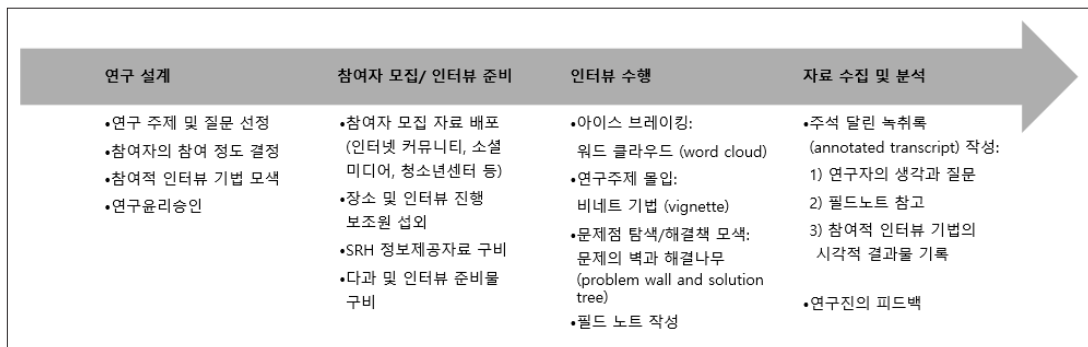 연구 설계
•연구 주제 및 질문 선정
•참여자의 참여 정도 결정
•참여적 인터뷰 기법 모색
•연구윤리승인
참여자 모집/ 인터뷰 준비
•참여자 모집 자료 배포
(인터넷 커뮤니티, 소셜
미디어, 청소년센터 등)
•장소 및 인터뷰 진행
보조원 섭외
•SRH 정보제공자료 구비
•다과 및 인터뷰 준비물
구비
인터뷰 수행
•아이스 브레이킹:
워드 클라우드 (word cloud)
•연구주제 몰입:
비네트 기법 (vignette)
•문제점 탐색/해결책 모색:
문제의 벽과 해결나무
(problem wall and solution
tree)
•필드 노트 작성
자료 수집 및 분석
•주석 달린 녹취록
(annotated transcript) 작성:
1) 연구자의 생각과 질문
2) 필드노트 참고
3) 참여적 인터뷰 기법의
시각적 결과물 기록
•연구진의 피드백